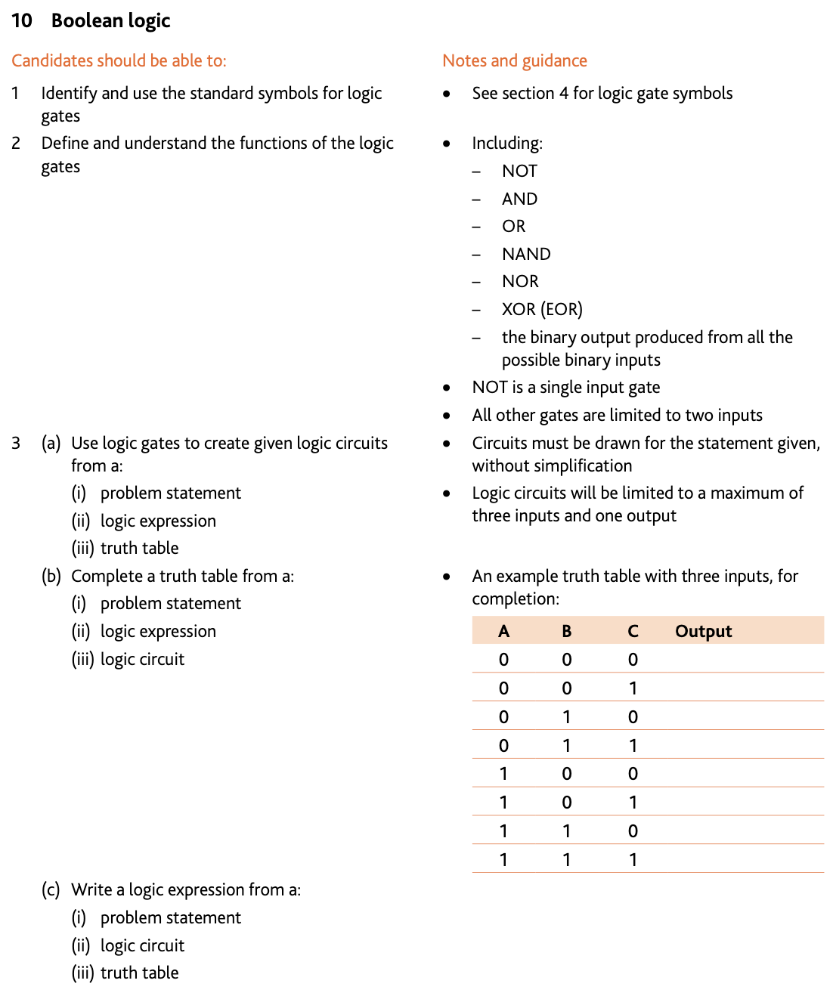 10 Boolean logic
Candidates should be able to:
Notes and guidance
1 Identify and use the standard symbols for logic
gates
• See section 4 for logic gate symbols
2 Define and understand the functions of the logic
gates
• Including:
– NOT
– AND
– OR
– NAND
– NOR
– XOR (EOR)
– the binary output produced from all the
possible binary inputs
• NOT is a single input gate
• All other gates are limited to two inputs
3 (a) Use logic gates to create given logic circuits
from a:
(i) problem statement
(ii) logic expression
(iii) truth table
• Circuits must be drawn for the statement given,
without simplification
• Logic circuits will be limited to a maximum of
three inputs and one output
(b) Complete a truth table from a:
(i) problem statement
(ii) logic expression
(iii) logic circuit
• An example truth table with three inputs, for
completion:
A B C Output
0 0 0
0 0 1
0 1 0
0 1 1
1 0 0
1 0 1
1 1 0
1 1 1
(c) Write a logic expression from a:
(i) problem statement
(ii) logic circuit
(iii) truth table